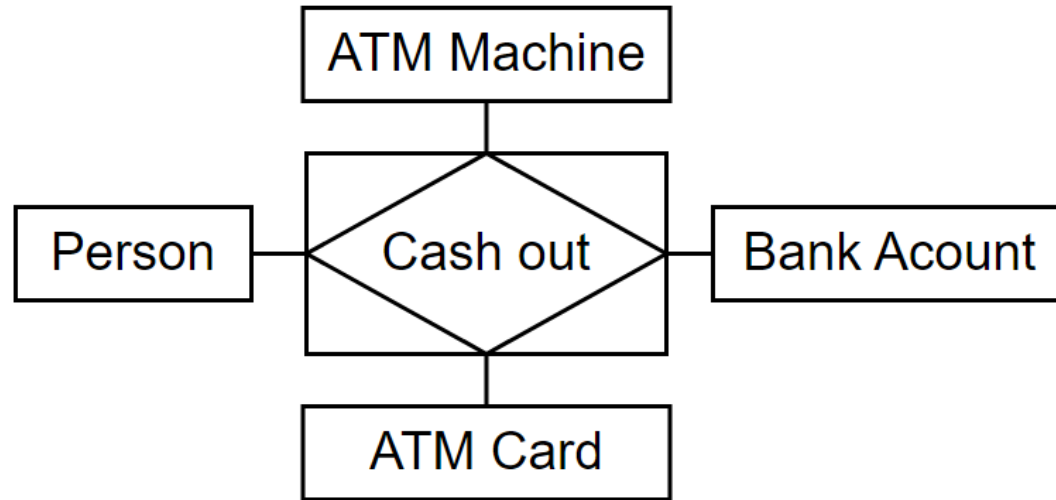 ATM Machine
Person
Cash out
Bank Acount
ATM Card